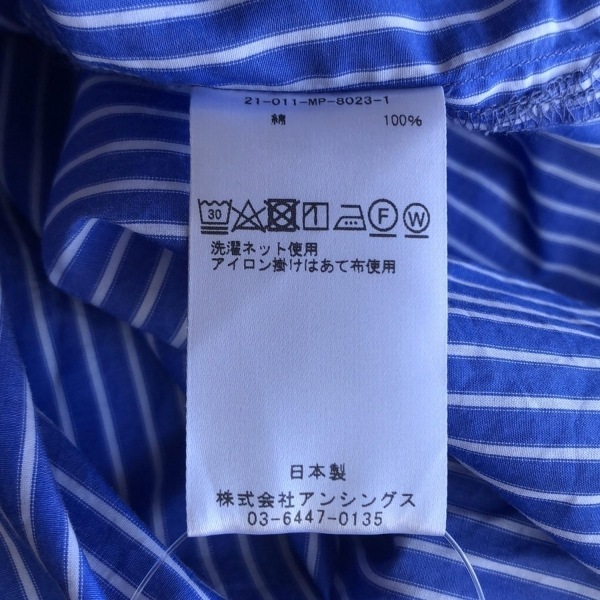 21-011-MP-8023-1
綿 100%
30 F W
洗濯ネット使用
アイロン掛けはあて布使用
日本製
株式会社アンシングス
03-6447-0135